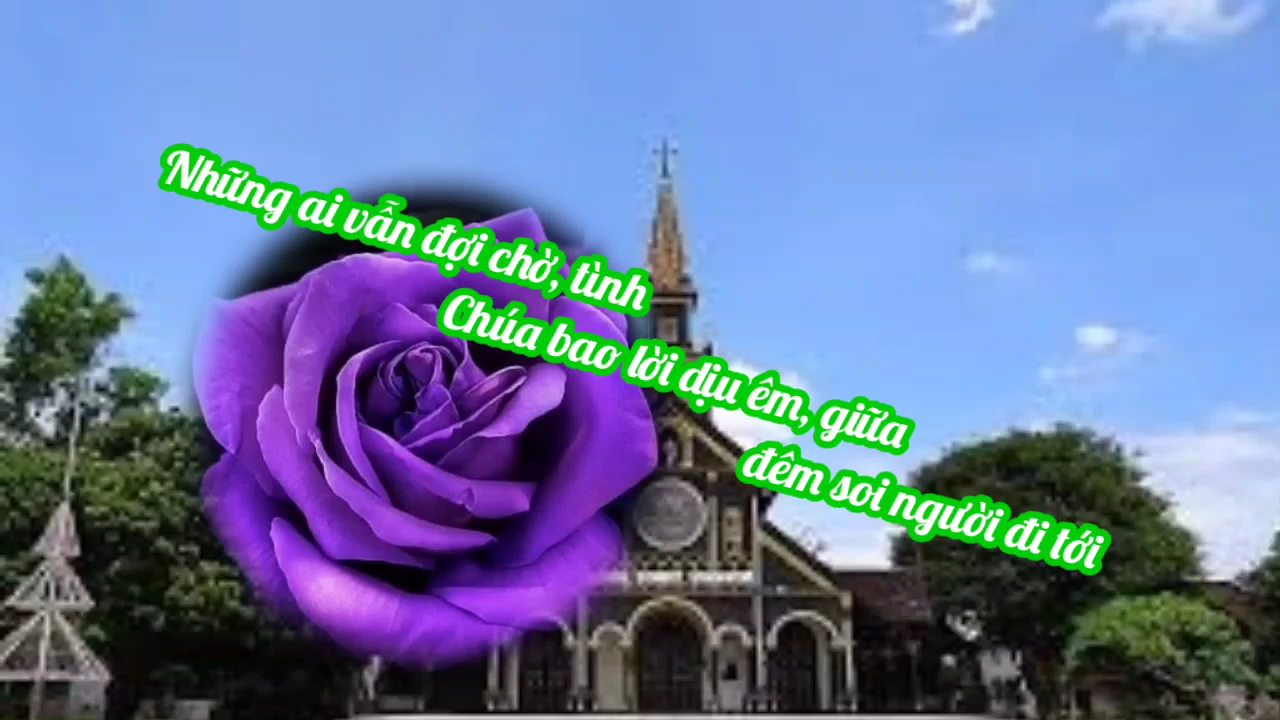 Những ai vẫn đợi chờ, tình
Chúa bao lời dịu êm, giữa
đêm soi người đi tới